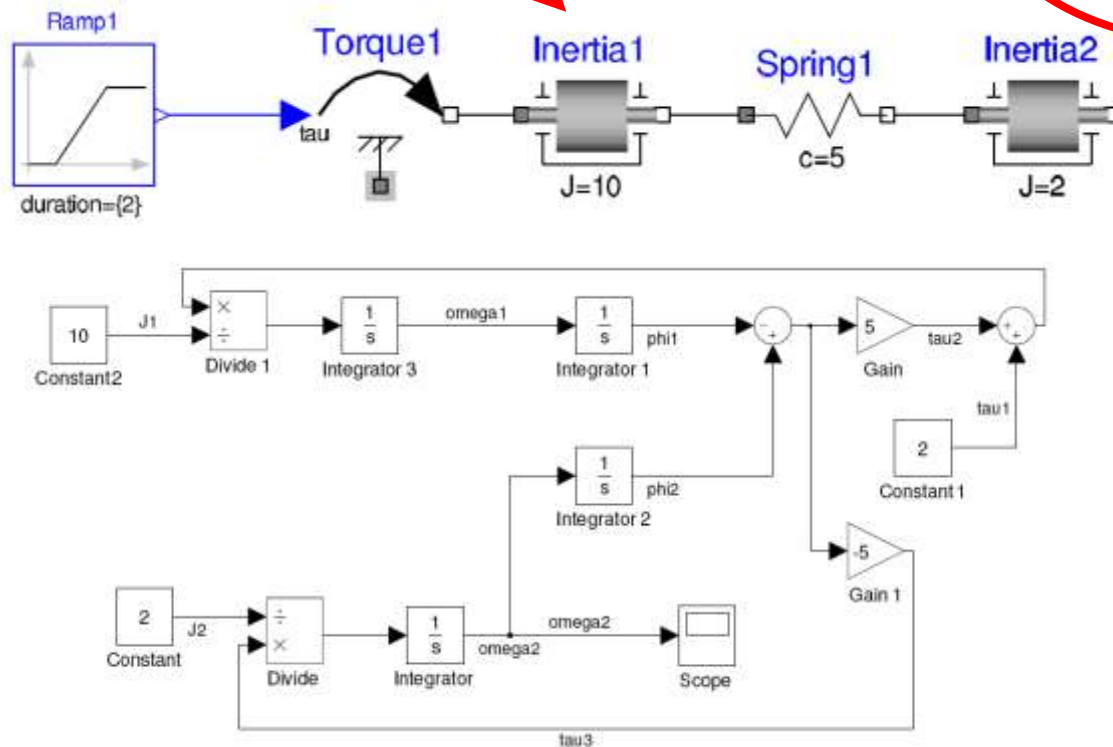 Ramp1
duration={2}
Torque1
tau
Inertia1
J=10
Spring1
c=5
Inertia2
J=2
10
Constant2
J1
×
÷
Divide 1
1
s
Integrator 3
omega1
1
s
Integrator 1
phi1
-
+
5
Gain
tau2
+
+
tau1
2
Constant 1
1
s
Integrator 2
phi2
-5
Gain 1
2
Constant
J2
÷
×
Divide
1
s
Integrator
omega2
omega2
Scope
tau3